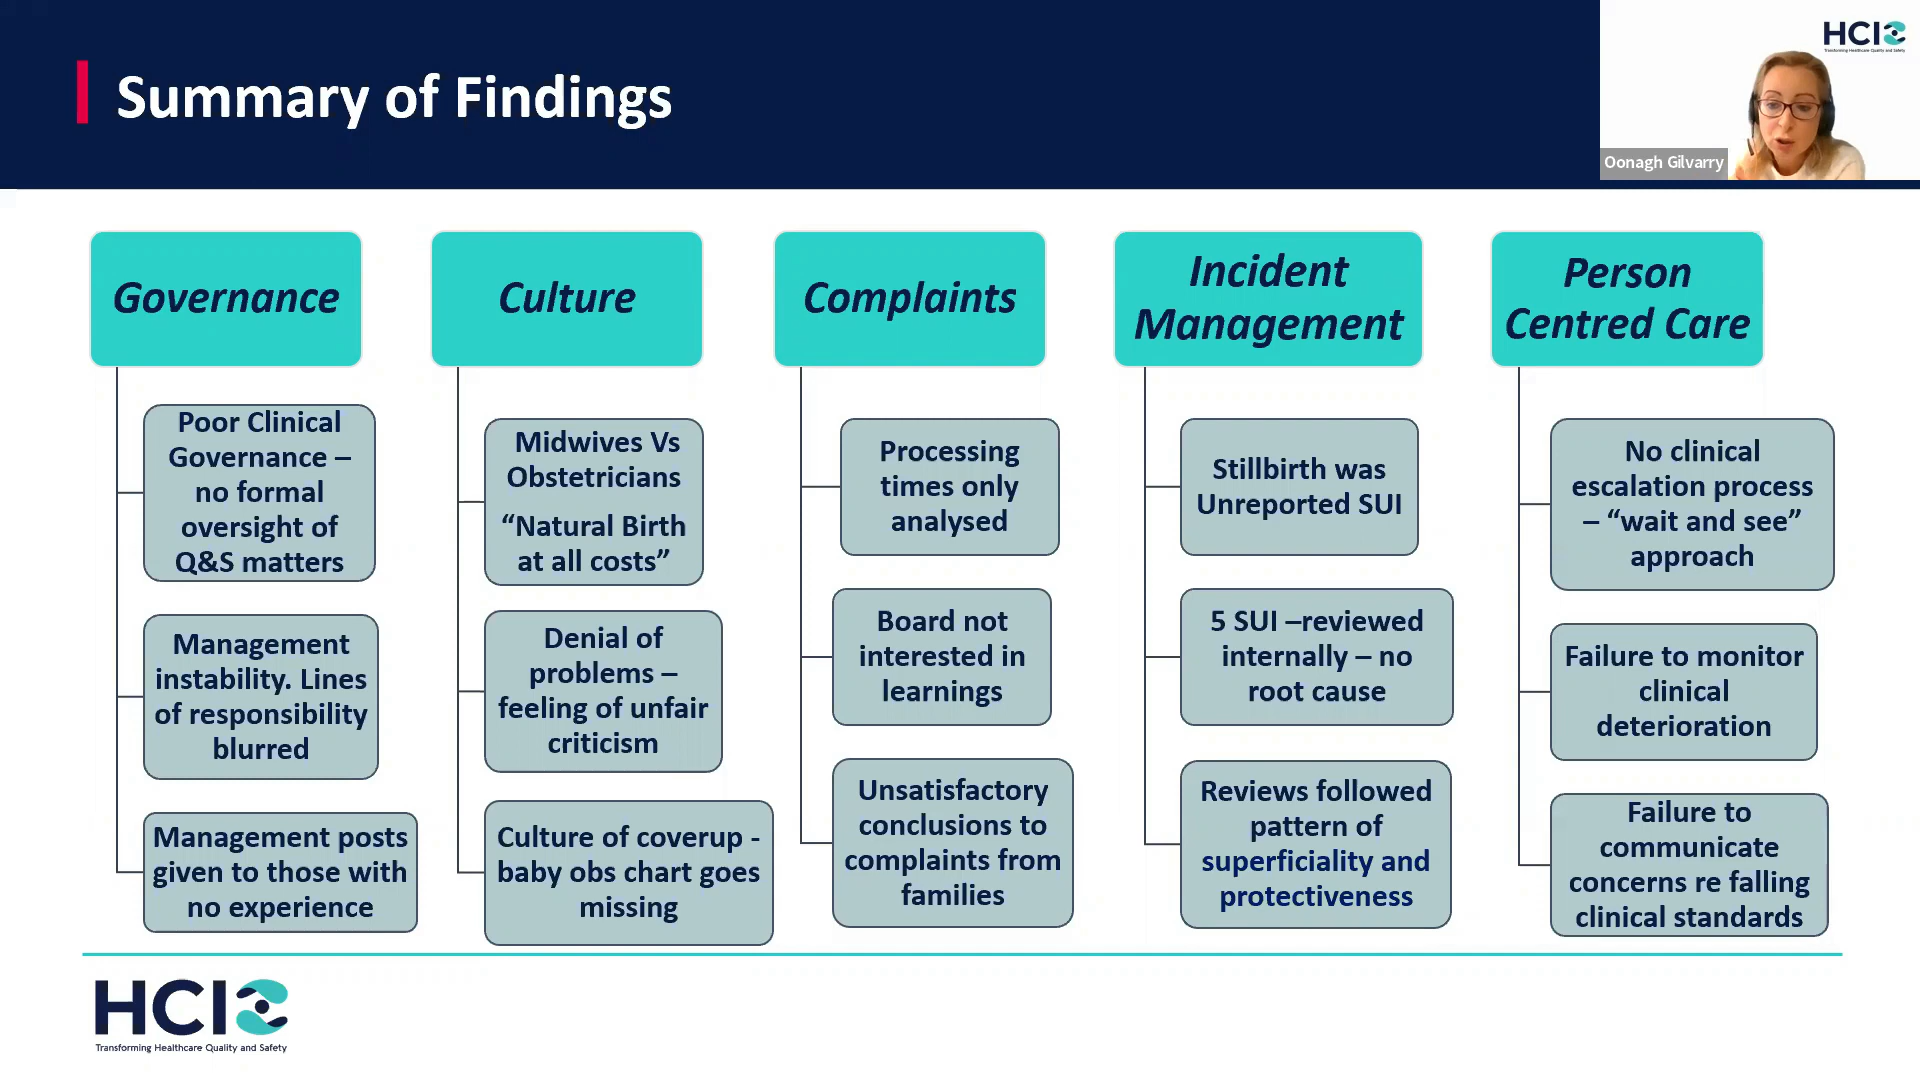 Summary of Findings
HCI
Transforming Healthcare Quality and Safety
Oonagh Gilvarry
Governance
Poor Clinical
Governance –
no formal
oversight of
Q&S matters
Management
instability. Lines
of responsibility
blurred
Management posts
given to those with
no experience
Culture
Midwives Vs
Obstetricians
“Natural Birth
at all costs”
Denial of
problems –
feeling of unfair
criticism
Culture of coverup -
baby obs chart goes
missing
Complaints
Processing
times only
analysed
Board not
interested in
learnings
Unsatisfactory
conclusions to
complaints from
families
Incident
Management
Stillbirth was
Unreported SUI
5 SUI –reviewed
internally – no
root cause
Reviews followed
pattern of
superficiality and
protectiveness
Person
Centred Care
No clinical
escalation process
– “wait and see”
approach
Failure to monitor
clinical
deterioration
Failure to
communicate
concerns re falling
clinical standards
HCI
Transforming Healthcare Quality and Safety